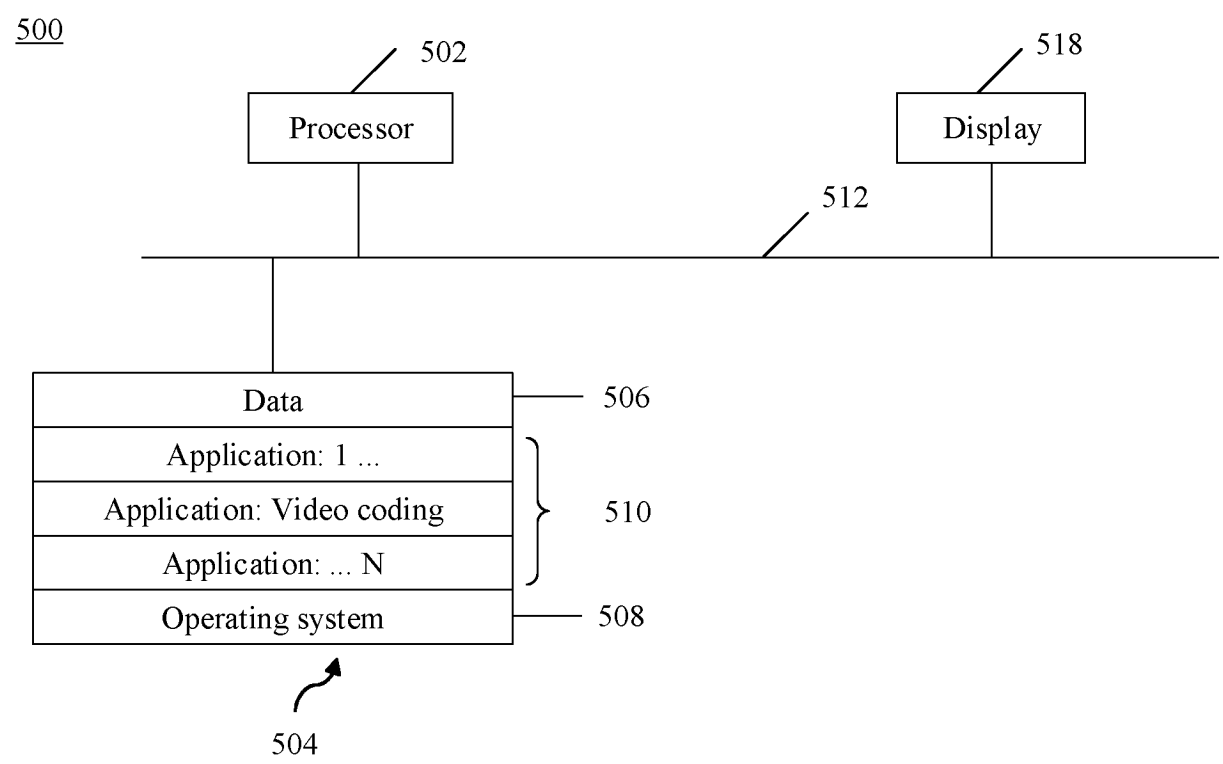 500
502
518
Processor
Display
512
Data
506
Application: 1 ...
Application: Video coding
510
Application: ... N
Operating system
508
504